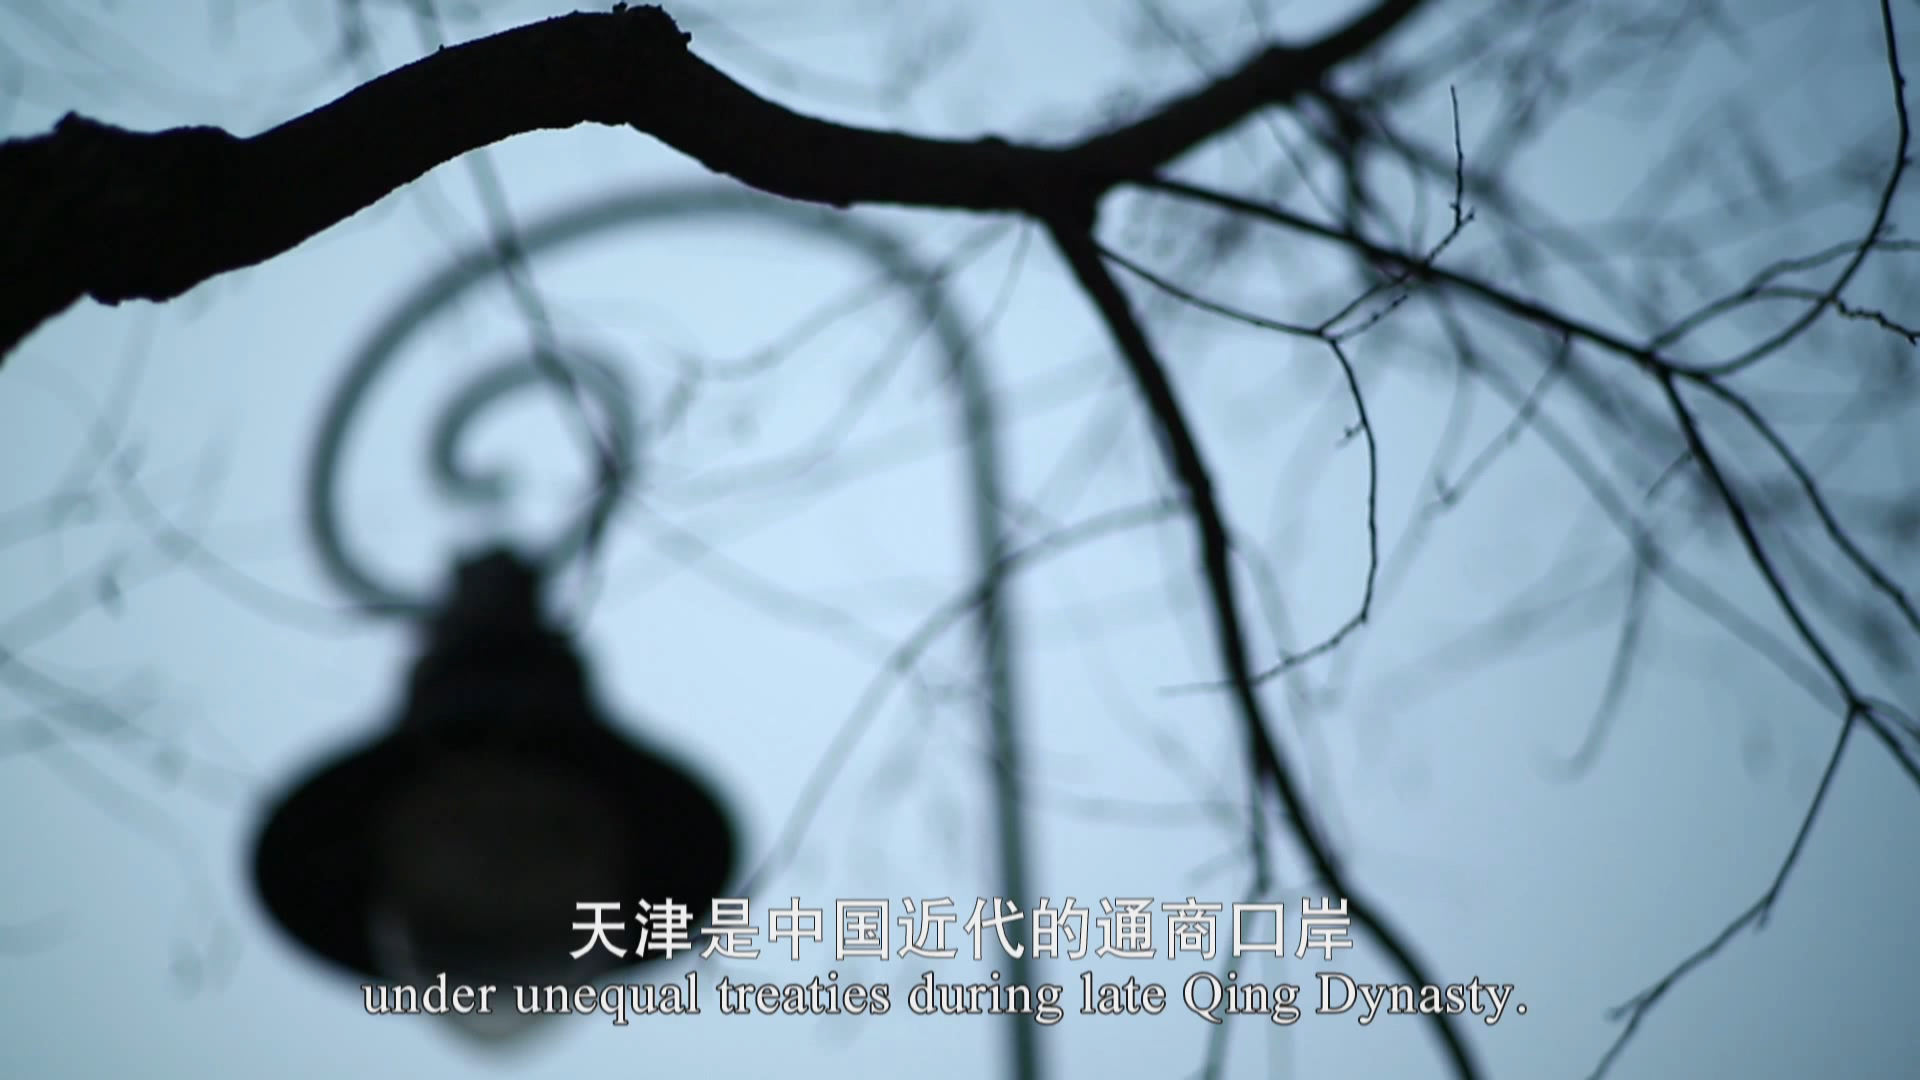 天津是中国近代的通商口岸
under unequal treaties during late Qing Dynasty.